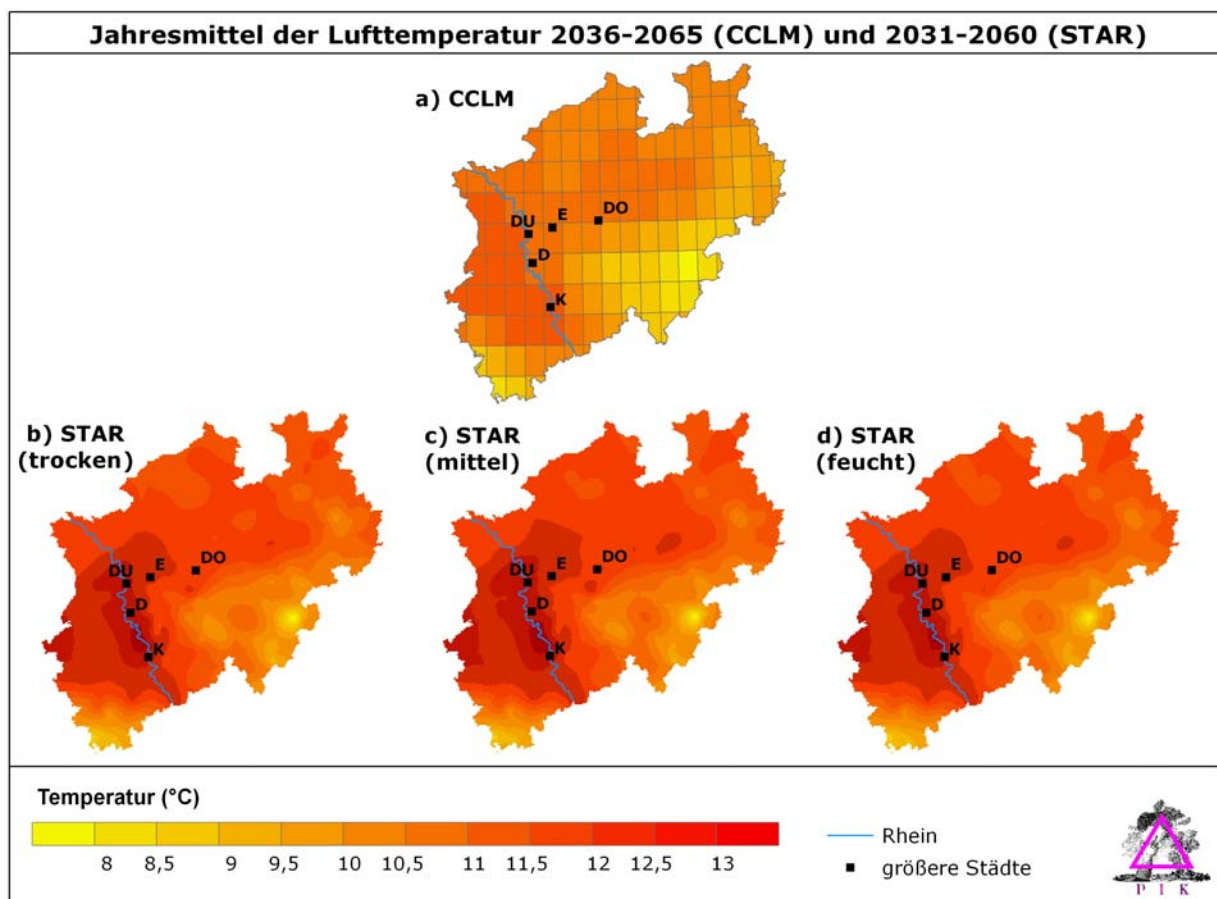 Jahresmittel der Lufttemperatur 2036-2065 (CCLM) und 2031-2060 (STAR)
a) CCLM
DU
E
DO
D
K
b) STAR
(trocken)
DU
E
DO
D
K
c) STAR
(mittel)
DU
E
DO
D
K
d) STAR
(feucht)
DU
E
DO
D
K
Temperatur (°C)
8 8,5 9 9,5 10 10,5 11 11,5 12 12,5 13
Rhein
größere Städte
P I K